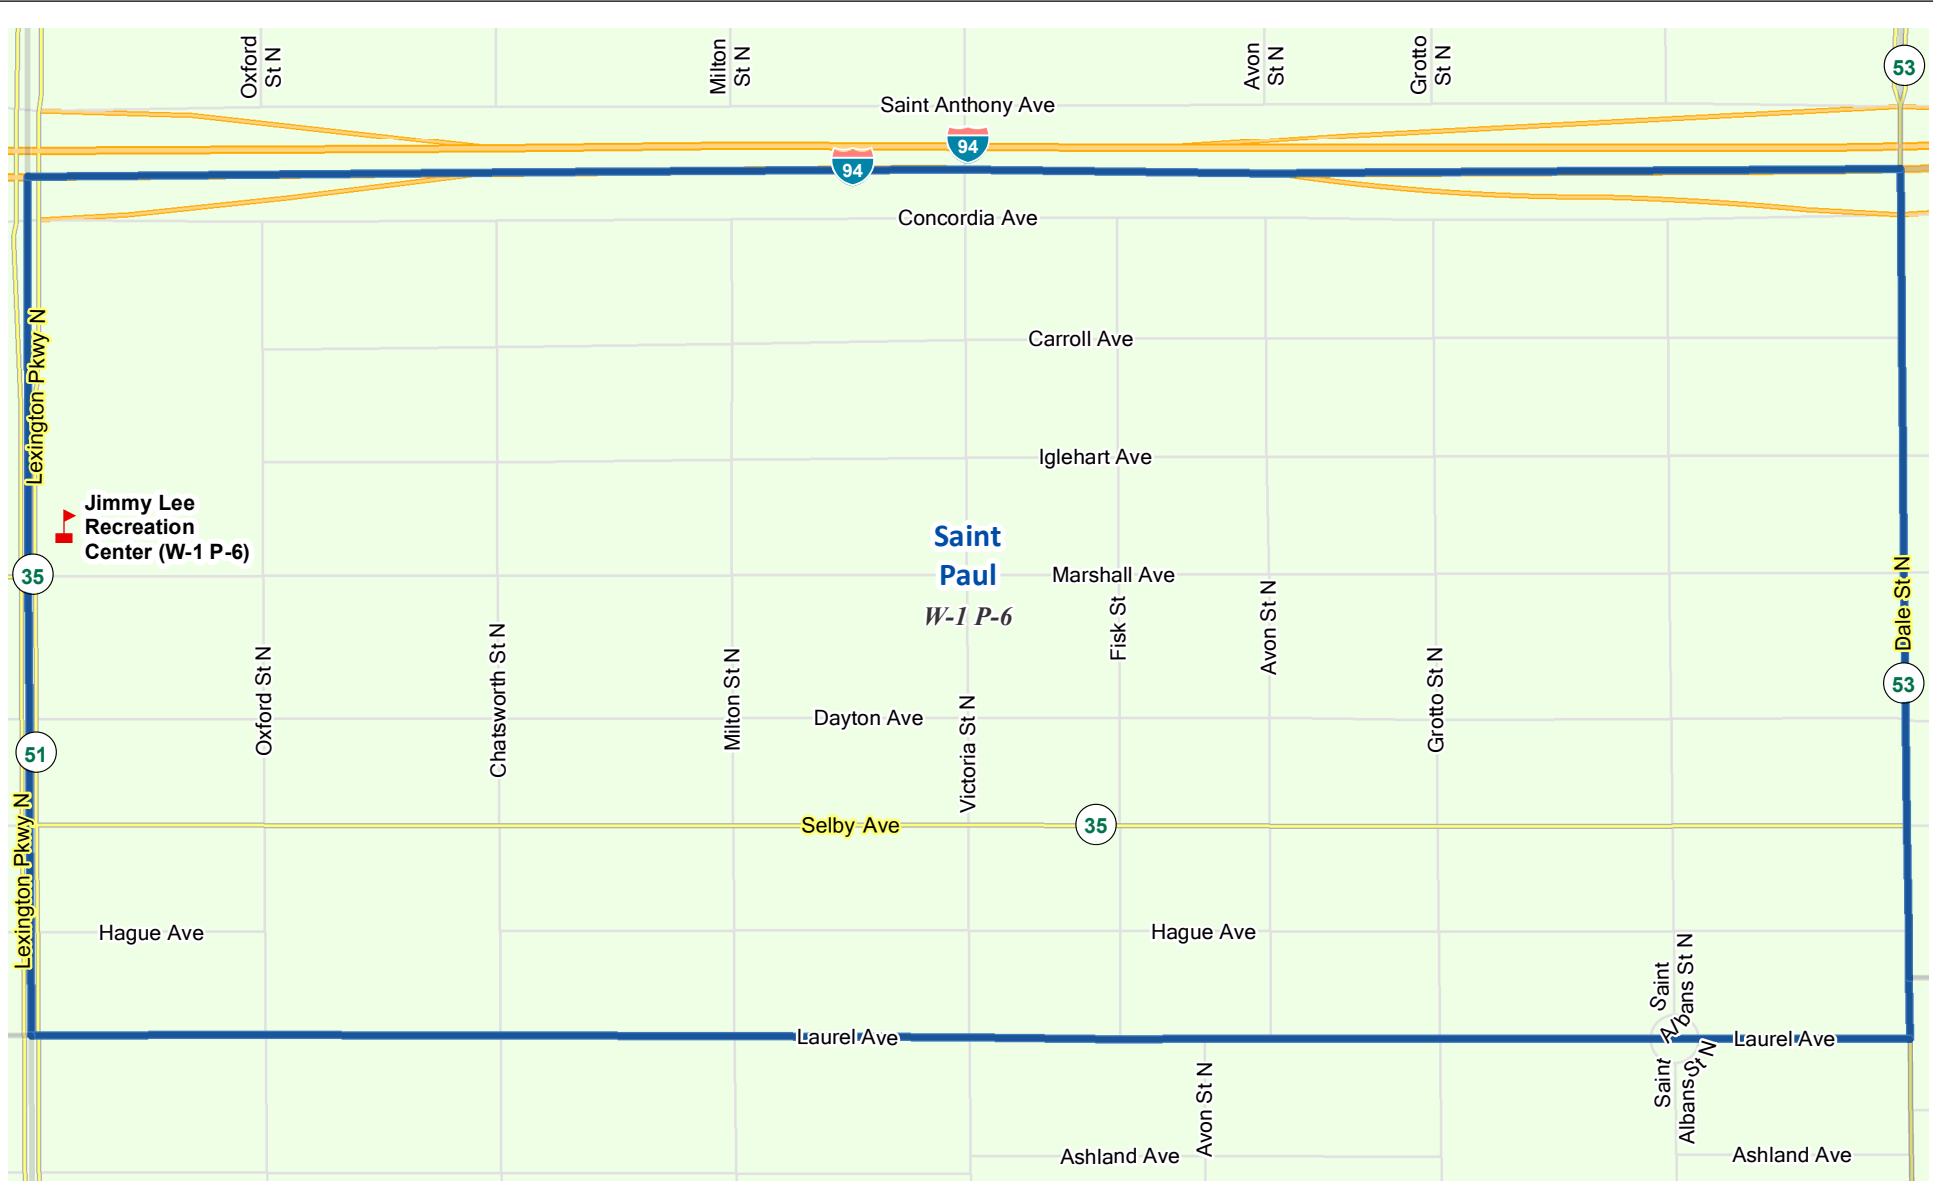 Oxford
St N
Milton
St N
Avon
St N
Grotto
St N
53
Saint Anthony Ave
94
94
Concordia Ave
Lexington Pkwy N
Carroll Ave
Iglehart Ave
Jimmy Lee
Recreation
Center (W-1 P-6)
Saint
Paul
W-1 P-6
35
Marshall Ave
Fisk St
Avon St N
Dale St N
Oxford St N
Chatsworth St N
Milton St N
Victoria St N
Grotto St N
53
Dayton Ave
51
Lexington Pkwy N
Selby Ave
35
Hague Ave
Hague Ave
Saint
Albans St N
Laurel Ave
Laurel Ave
Saint
Albans St N
Avon St N
Ashland Ave
Ashland Ave